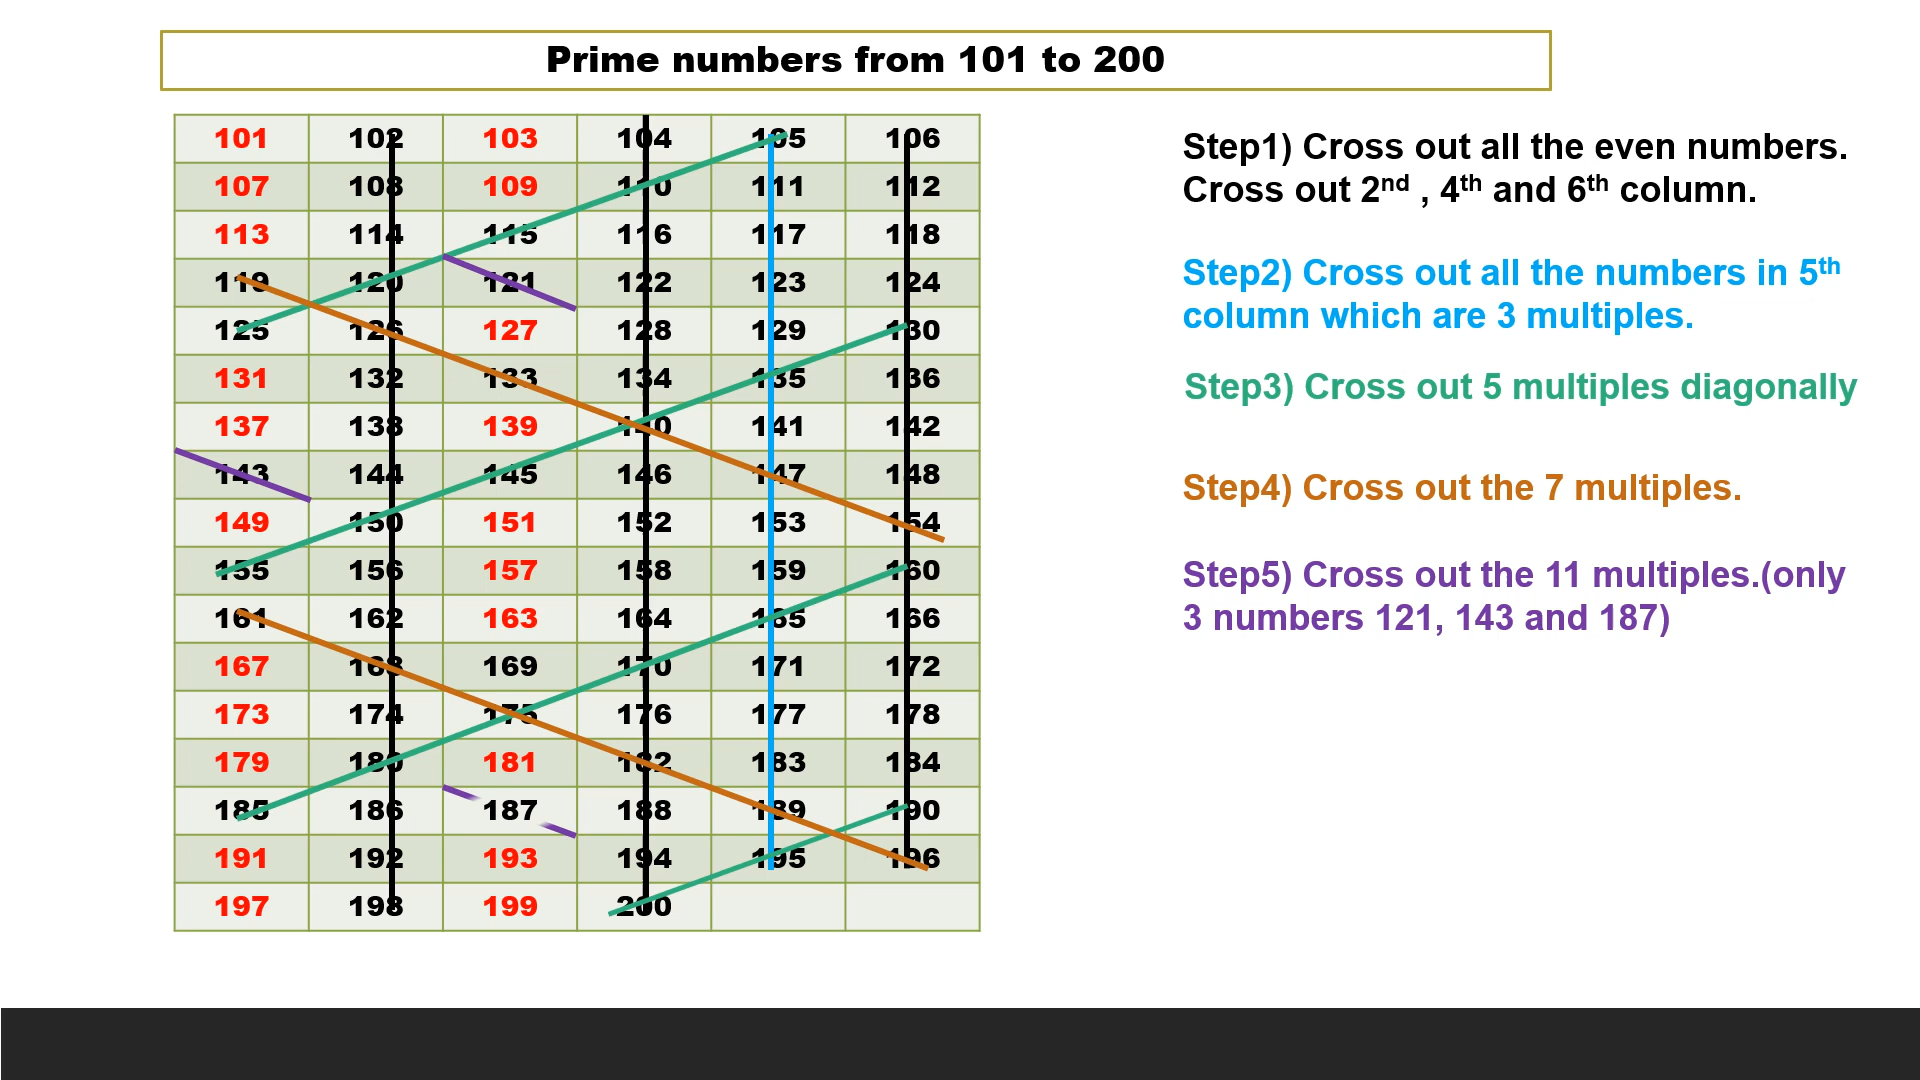 Prime numbers from 101 to 200
101 102 103 104 105 106
107 108 109 110 111 112
113 114 115 116 117 118
119 120 121 122 123 124
125 126 127 128 129 130
131 132 133 134 135 136
137 138 139 140 141 142
143 144 145 146 147 148
149 150 151 152 153 154
155 156 157 158 159 160
161 162 163 164 165 166
167 168 169 170 171 172
173 174 175 176 177 178
179 180 181 182 183 184
185 186 187 188 189 190
191 192 193 194 195 196
197 198 199 200
Step1) Cross out all the even numbers.
Cross out 2nd , 4th and 6th column.
Step2) Cross out all the numbers in 5th
column which are 3 multiples.
Step3) Cross out 5 multiples diagonally
Step4) Cross out the 7 multiples.
Step5) Cross out the 11 multiples.(only
3 numbers 121, 143 and 187)